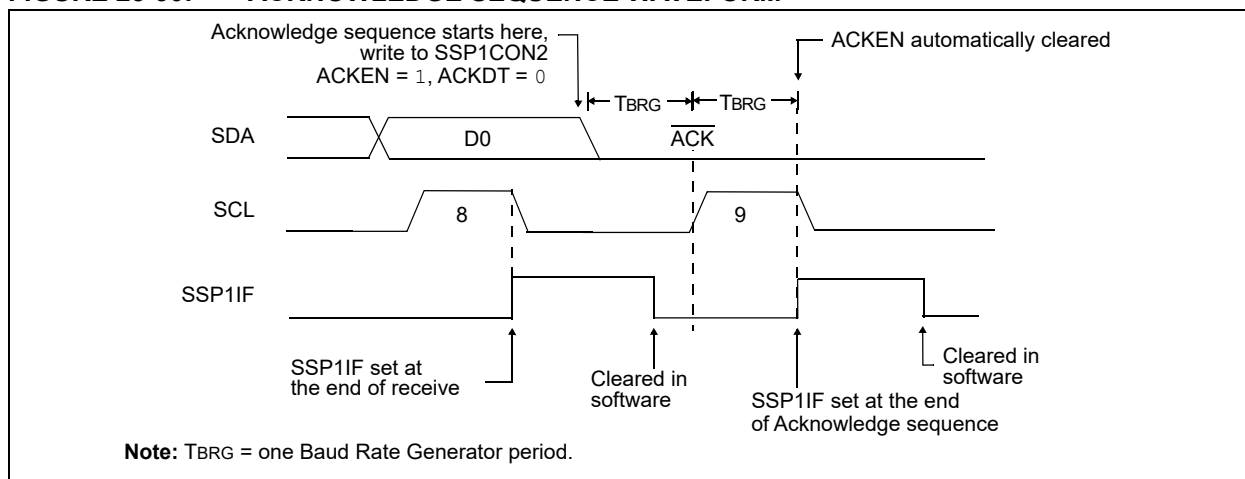 Acknowledge sequence starts here,
write to SSP1CON2
ACKEN = 1, ACKDT = 0
ACKEN automatically cleared
TBRG
TBRG
SDA
D0
ACK
SCL
8
9
SSP1IF
SSP1IF set at
the end of receive
Cleared in
software
SSP1IF set at the end
of Acknowledge sequence
Cleared in
software
Note: TBRG = one Baud Rate Generator period.